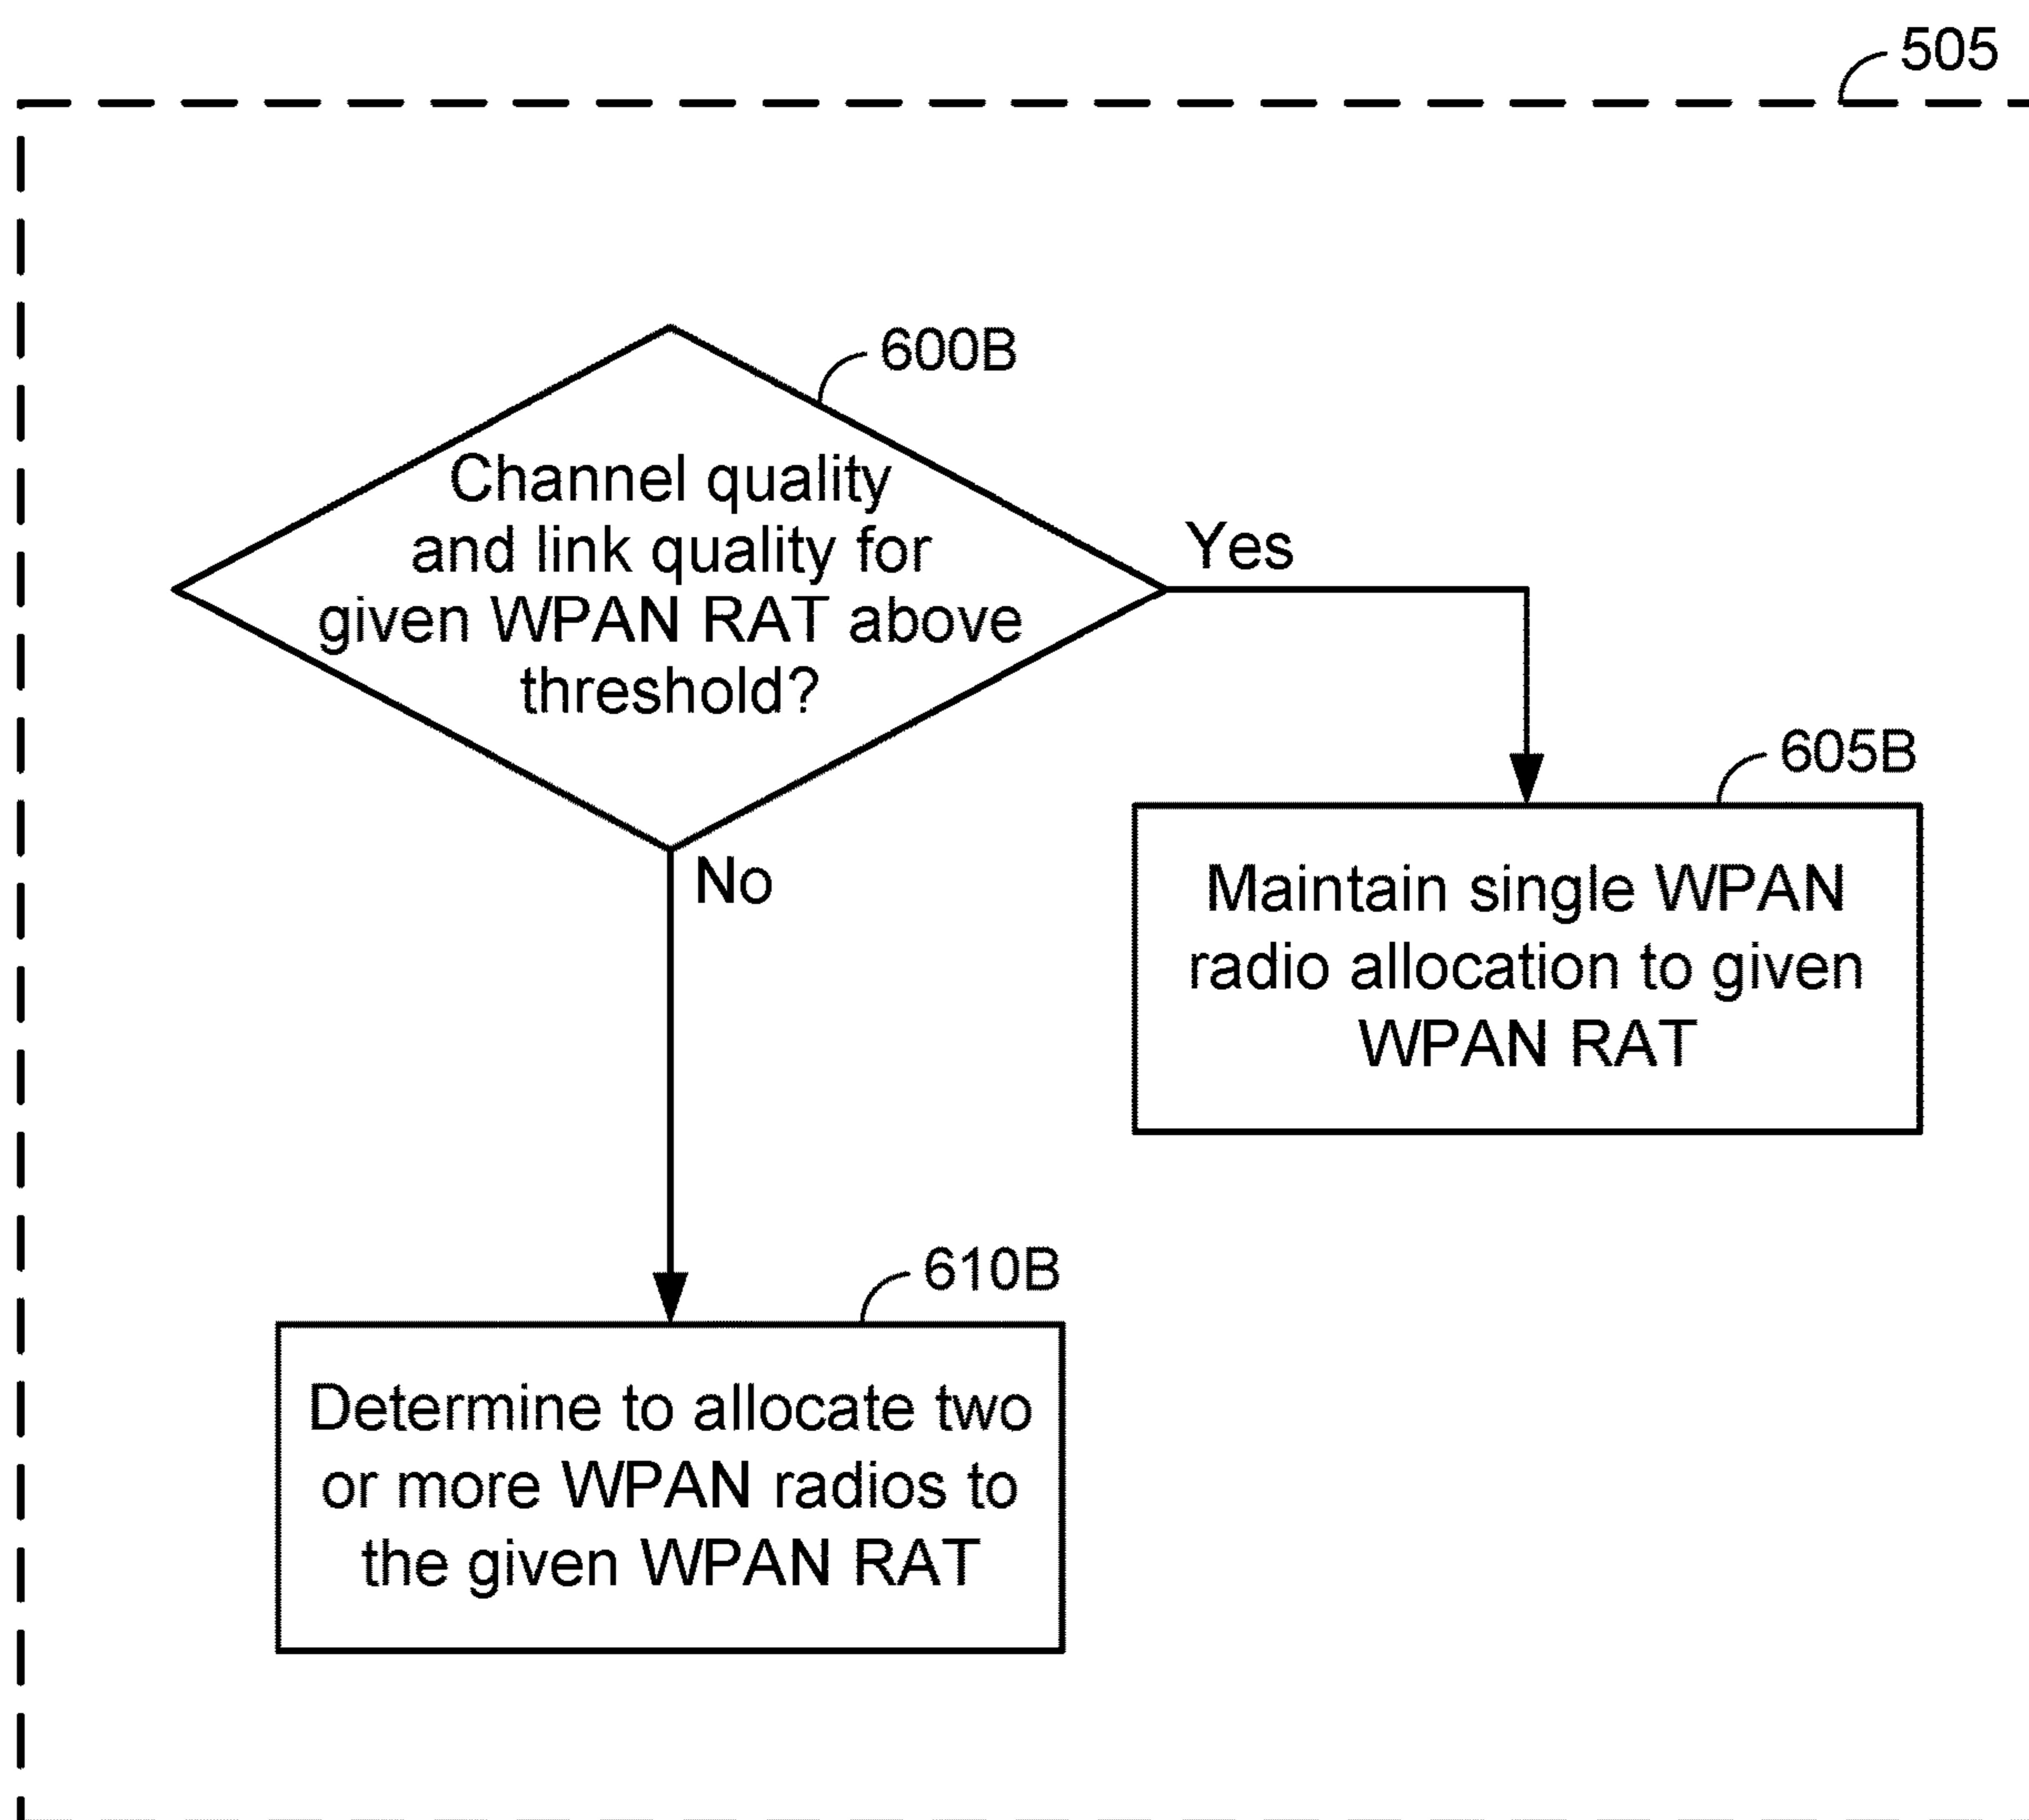 505
600B
Channel quality
and link quality for
given WPAN RAT above
threshold?
Yes
No
605B
Maintain single WPAN
radio allocation to given
WPAN RAT
610B
Determine to allocate two
or more WPAN radios to
the given WPAN RAT